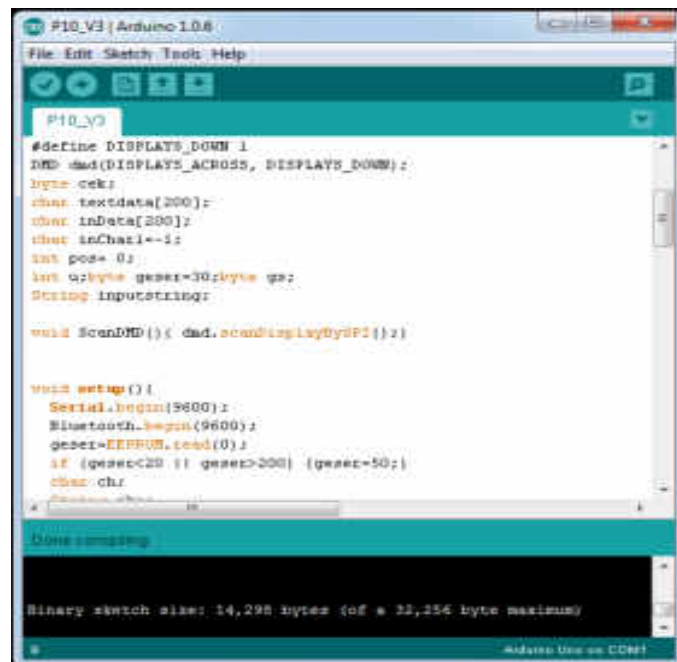 P10_V3 | Arduino 1.0.6
File Edit Sketch Tools Help
P10_V3
#define DISPLAYS_DOWN 1
DMD dmd(DISPLAYS_ACROSS, DISPLAYS_DOWN);
byte cek;
char textdata[200];
char inData[200];
char inChar1=-1;
int pos= 0;
int u;byte geser=30;byte gs;
String inputstring;
void ScanDMD(){ dmd.scanDisplayBySPI();}
void setup(){
Serial.begin(9600);
Bluetooth.begin(9600);
geser=EEPROM.read(0);
if (geser<20 || geser>200) {geser=50;}
char ch;
Done compiling.
Binary sketch size: 14,298 bytes (of a 32,256 byte maximum)
Arduino Uno on COM1